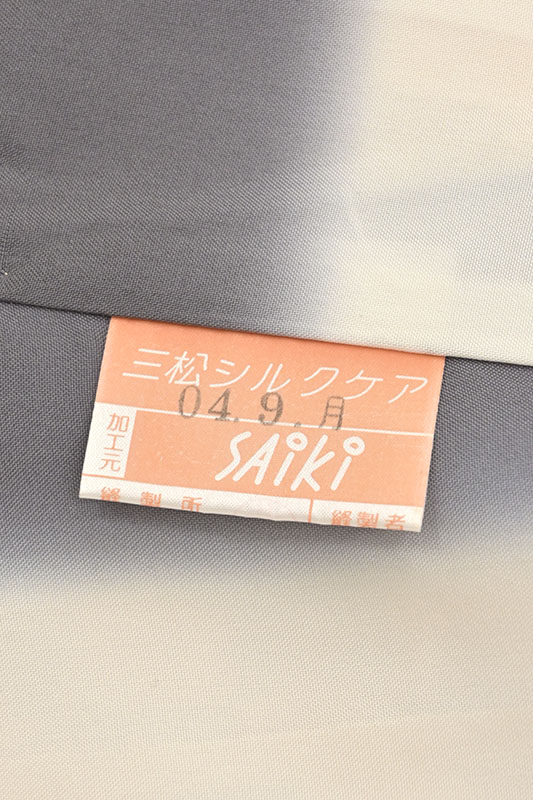 三松シルクケア
04.9.月
加工元
SAiKi
縫製所
縫製者